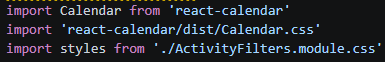 import Calendar from 'react-calendar'
import 'react-calendar/dist/Calendar.css'
import styles from './ActivityFilters.module.css'